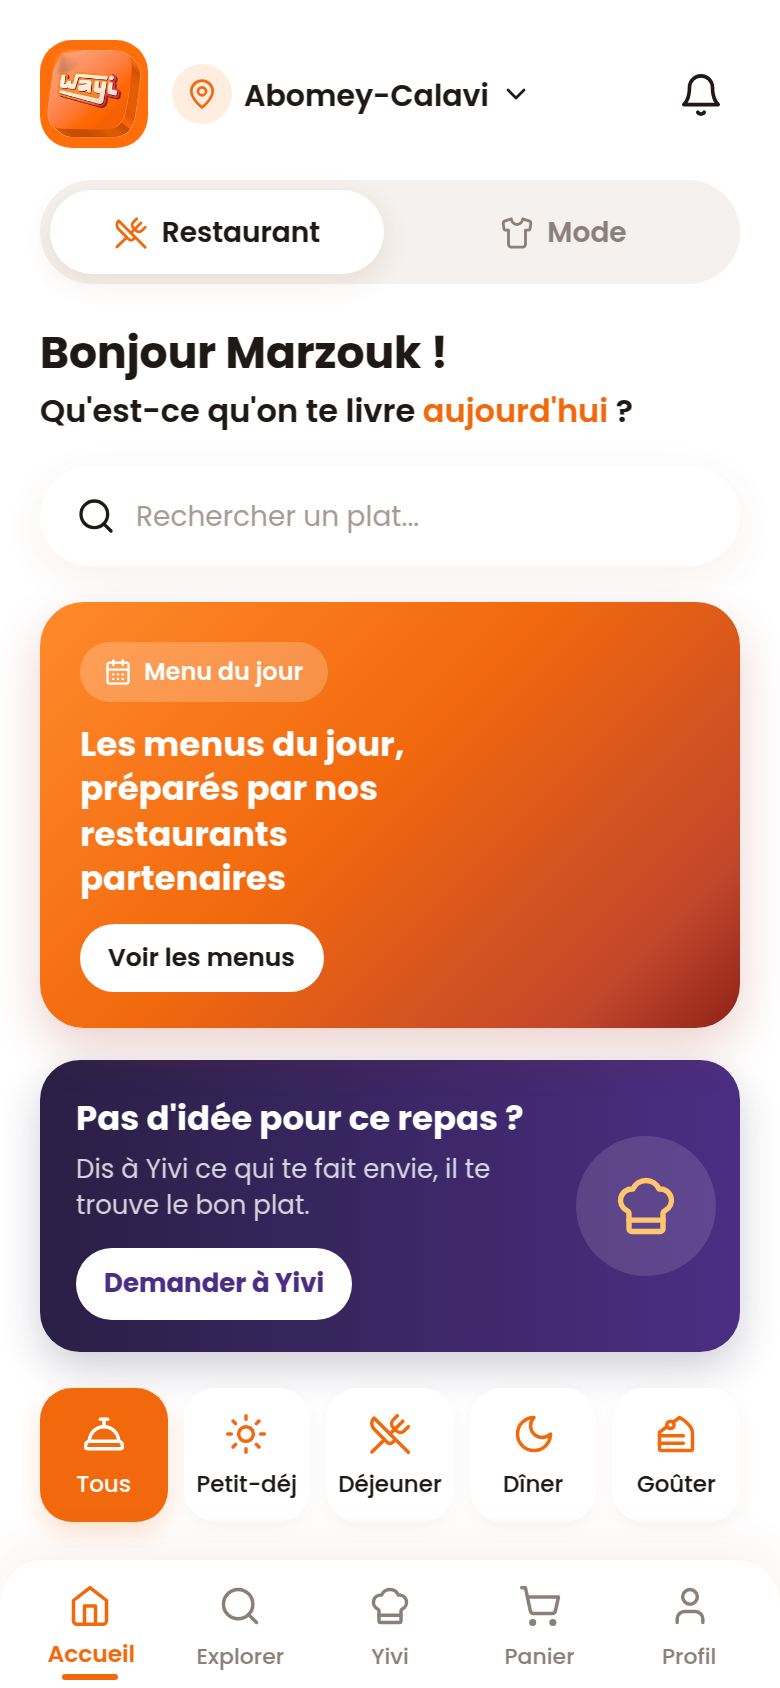 wayi
Abomey-Calavi
Restaurant
Mode
Bonjour Marzouk !
Qu'est-ce qu'on te livre aujourd'hui ?
Rechercher un plat...
Menu du jour
Les menus du jour,
préparés par nos
restaurants
partenaires
Voir les menus
Pas d'idée pour ce repas ?
Dis à Yivi ce qui te fait envie, il te
trouve le bon plat.
Demander à Yivi
Tous
Petit-déj
Déjeuner
Dîner
Goûter
Accueil
Explorer
Yivi
Panier
Profil